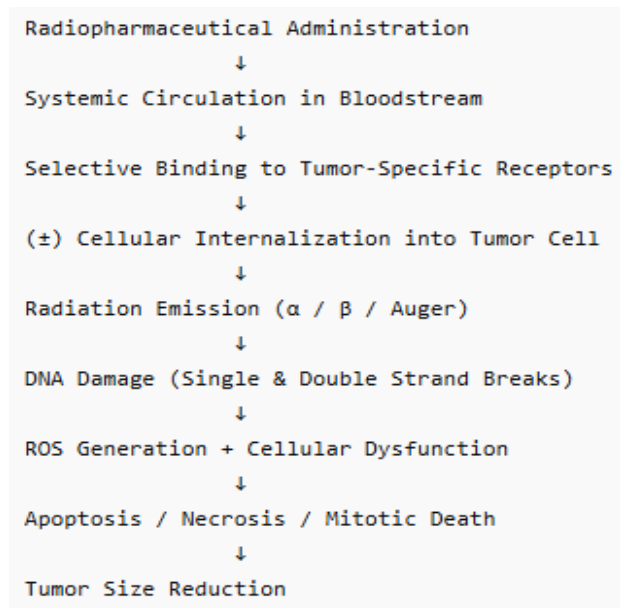 Radiopharmaceutical Administration
↓
Systemic Circulation in Bloodstream
↓
Selective Binding to Tumor-Specific Receptors
↓
(±) Cellular Internalization into Tumor Cell
↓
Radiation Emission (α / β / Auger)
↓
DNA Damage (Single & Double Strand Breaks)
↓
ROS Generation + Cellular Dysfunction
↓
Apoptosis / Necrosis / Mitotic Death
↓
Tumor Size Reduction